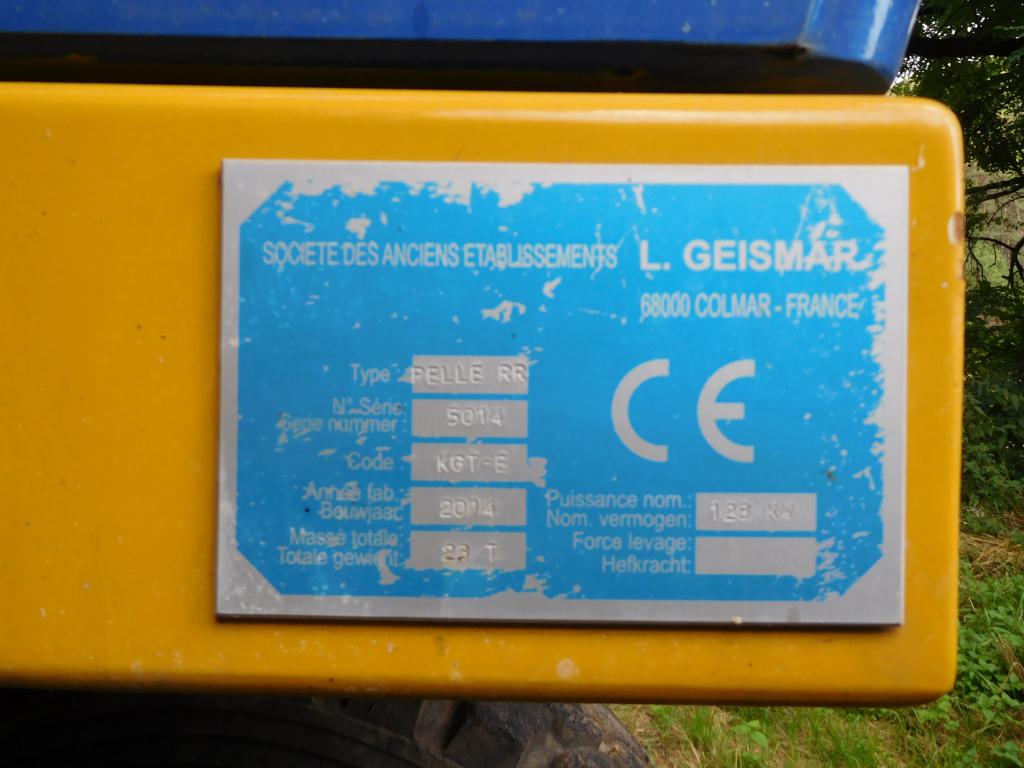 SOCIETE DES ANCIENS ETABLISSEMENTS L. GEISMAR
68000 COLMAR - FRANCE
Type PELLE RR
N° Série: 5014
Serie nummer:
Code KGT-E
CE
Année fab.: 2014
Bouwjaar:
Puissance nom.: 128 KW
Nom. vermogen:
Masse totale: 23 T
Totale gewicht:
Force levage:
Hefkracht: